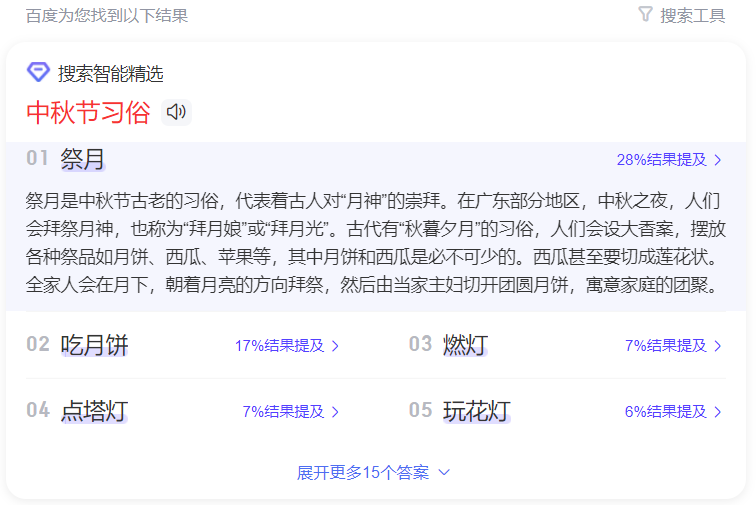 百度为您找到以下结果
搜索工具
搜索智能精选
中秋节习俗
01 祭月 28%结果提及
祭月是中秋节古老的习俗，代表着古人对“月神”的崇拜。在广东部分地区，中秋之夜，人们
会拜祭月神，也称为“拜月娘”或“拜月光”。古代有“秋暮夕月”的习俗，人们会设大香案，摆放
各种祭品如月饼、西瓜、苹果等，其中月饼和西瓜是必不可少的。西瓜甚至要切成莲花状。
全家人会在月下，朝着月亮的方向拜祭，然后由当家主妇切开团圆月饼，寓意家庭的团聚。
02 吃月饼 17%结果提及
03 燃灯 7%结果提及
04 点塔灯 7%结果提及
05 玩花灯 6%结果提及
展开更多15个答案